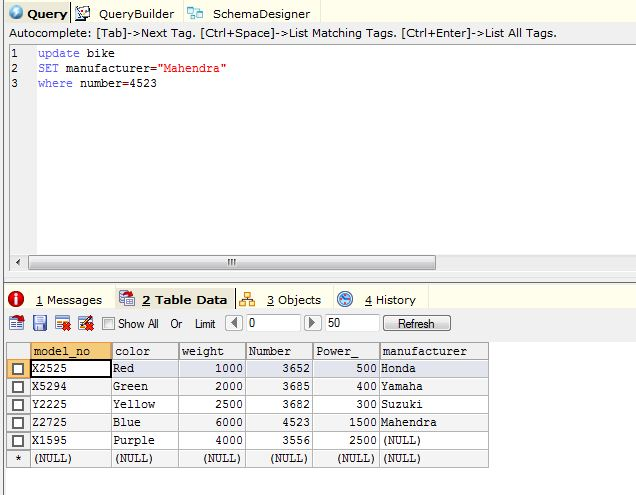 Query QueryBuilder SchemaDesigner
Autocomplete: [Tab]->Next Tag. [Ctrl+Space]->List Matching Tags. [Ctrl+Enter]->List All Tags.
1 update bike
2 SET manufacturer="Mahendra"
3 where number=4523
1 Messages 2 Table Data 3 Objects 4 History
Show All Or Limit 0 50 Refresh
model_no color weight Number Power_ manufacturer
X2525 Red 1000 3652 500 Honda
X5294 Green 2000 3685 400 Yamaha
Y2225 Yellow 2500 3682 300 Suzuki
Z2725 Blue 6000 4523 1500 Mahendra
X1595 Purple 4000 3556 2500 (NULL)
* (NULL) (NULL) (NULL) (NULL) (NULL) (NULL)